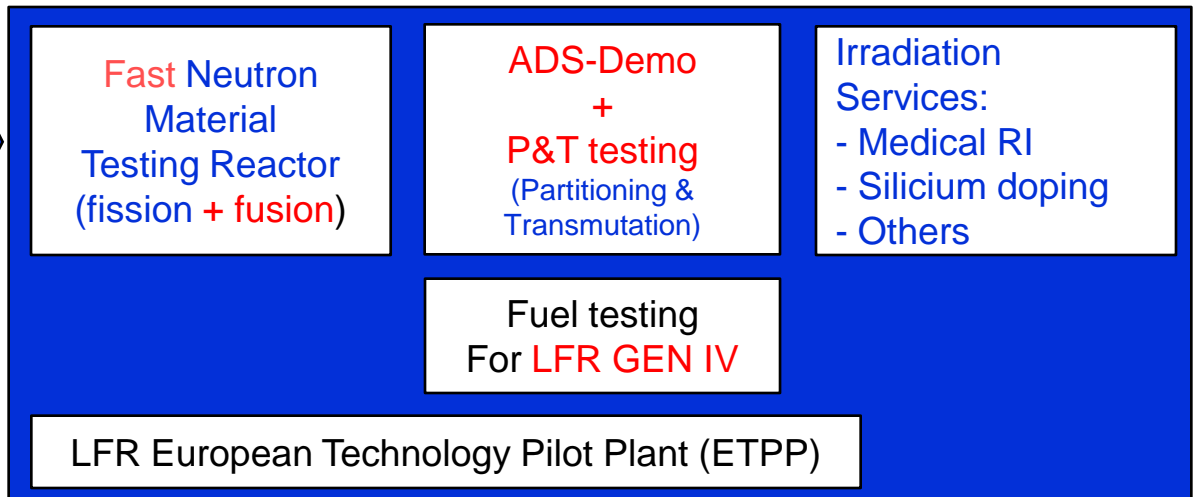 Fast Neutron
Material
Testing Reactor
(fission + fusion)
ADS-Demo
+
P&T testing
(Partitioning &
Transmutation)
Irradiation
Services:
- Medical RI
- Silicium doping
- Others
Fuel testing
For LFR GEN IV
LFR European Technology Pilot Plant (ETPP)